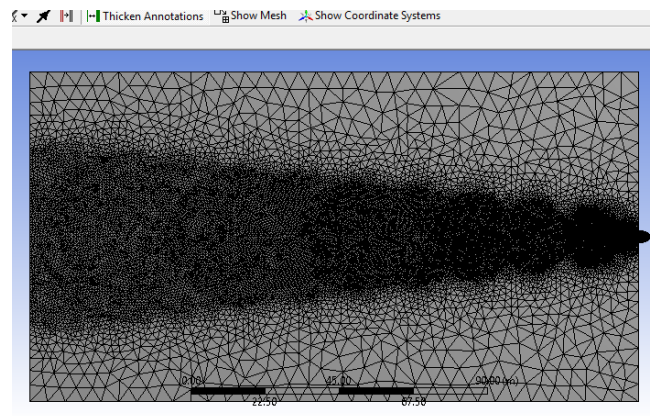 Thicken Annotations Show Mesh Show Coordinate Systems
0.00 45.00 90.00 (m)
22.50 67.50